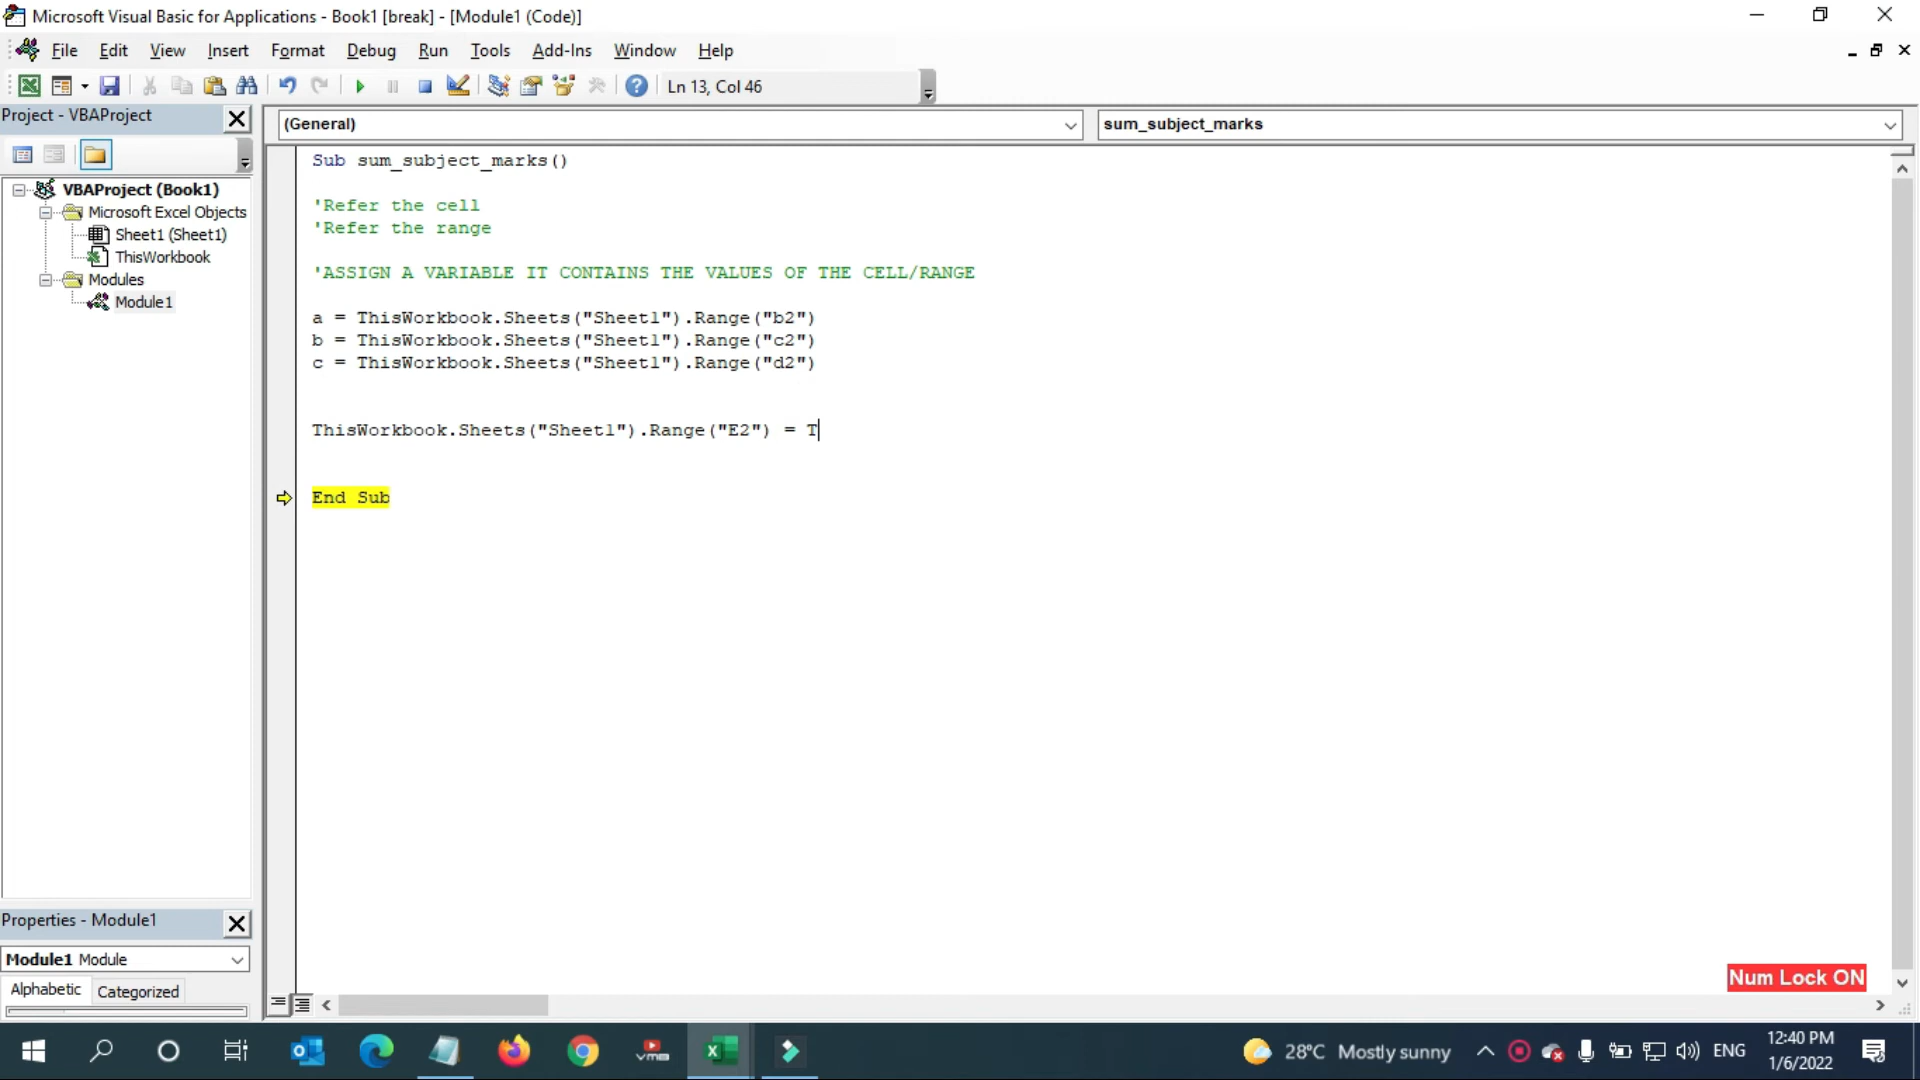 Microsoft Visual Basic for Applications - Book1 [break] - [Module1 (Code)]
File Edit View Insert Format Debug Run Tools Add-Ins Window Help
Ln 13, Col 46
Project - VBAProject
(General)
sum_subject_marks
VBAProject (Book1)
Microsoft Excel Objects
Sheet1 (Sheet1)
ThisWorkbook
Modules
Module1
Sub sum_subject_marks()
'Refer the cell
'Refer the range
'ASSIGN A VARIABLE IT CONTAINS THE VALUES OF THE CELL/RANGE
a = ThisWorkbook.Sheets("Sheet1").Range("b2")
b = ThisWorkbook.Sheets("Sheet1").Range("c2")
c = ThisWorkbook.Sheets("Sheet1").Range("d2")
ThisWorkbook.Sheets("Sheet1").Range("E2") = T
End Sub
Properties - Module1
Module1 Module
Alphabetic Categorized
Num Lock ON
28°C Mostly sunny
ENG
12:40 PM
1/6/2022